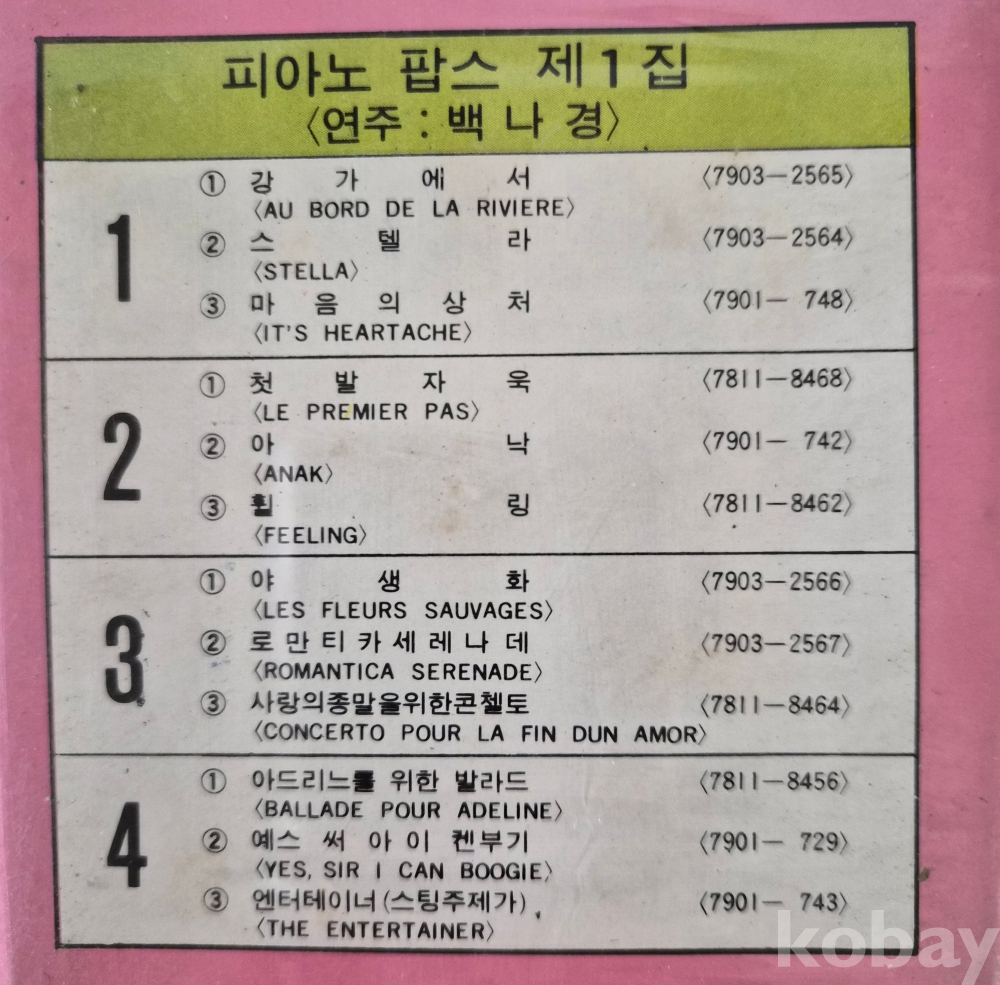 피아노 팝스 제1집
〈연주 : 백나경〉
1
① 강가에서 〈7903-2565〉
〈AU BORD DE LA RIVIERE〉
② 스텔라 〈7903-2564〉
〈STELLA〉
③ 마음의상처 〈7901- 748〉
〈IT'S HEARTACHE〉
2
① 첫발자욱 〈7811-8468〉
〈LE PREMIER PAS〉
② 아낙 〈7901- 742〉
〈ANAK〉
③ 휠링 〈7811-8462〉
〈FEELING〉
3
① 야생화 〈7903-2566〉
〈LES FLEURS SAUVAGES〉
② 로만티카세레나데 〈7903-2567〉
〈ROMANTICA SERENADE〉
③ 사랑의종말을위한콘첼토 〈7811-8464〉
〈CONCERTO POUR LA FIN DUN AMOR〉
4
① 아드리느를 위한 발라드 〈7811-8456〉
〈BALLADE POUR ADELINE〉
② 예스 써 아이 켄부기 〈7901- 729〉
〈YES, SIR I CAN BOOGIE〉
③ 엔터테이너(스팅주제가) 〈7901- 743〉
〈THE ENTERTAINER〉
kobay